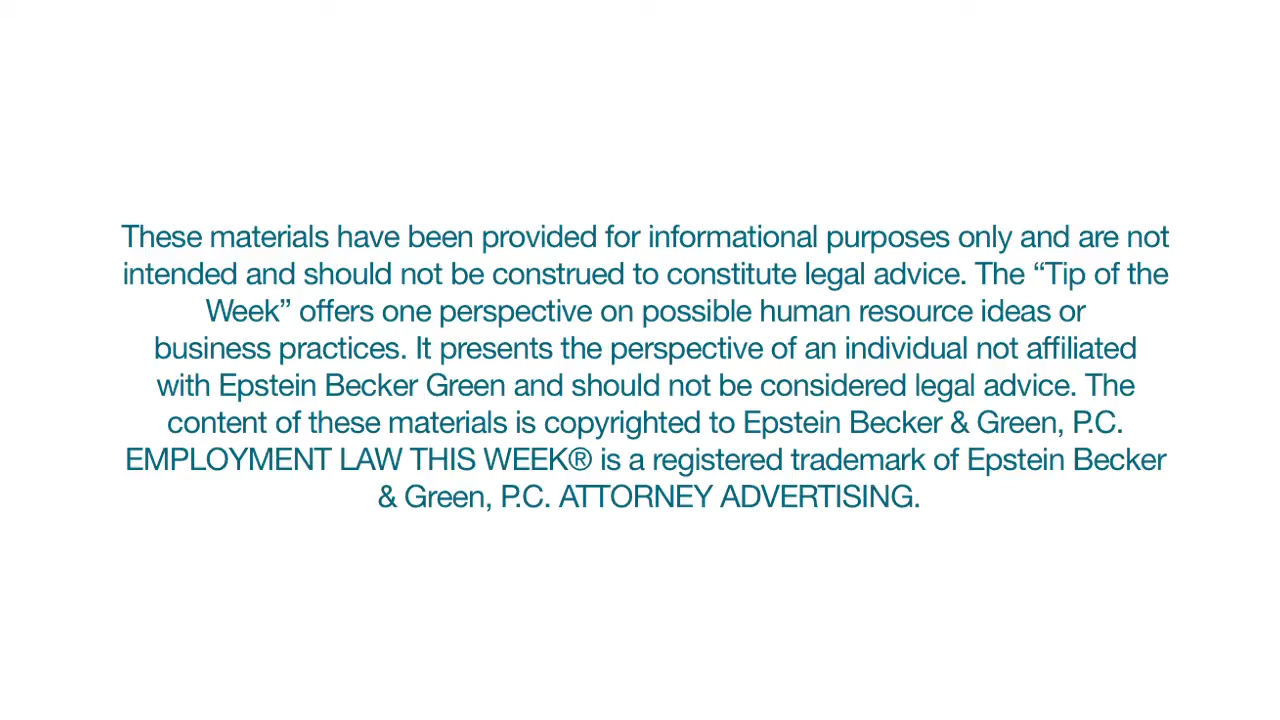 These materials have been provided for informational purposes only and are not
intended and should not be construed to constitute legal advice. The “Tip of the
Week” offers one perspective on possible human resource ideas or
business practices. It presents the perspective of an individual not affiliated
with Epstein Becker Green and should not be considered legal advice. The
content of these materials is copyrighted to Epstein Becker & Green, P.C.
EMPLOYMENT LAW THIS WEEK® is a registered trademark of Epstein Becker
& Green, P.C. ATTORNEY ADVERTISING.